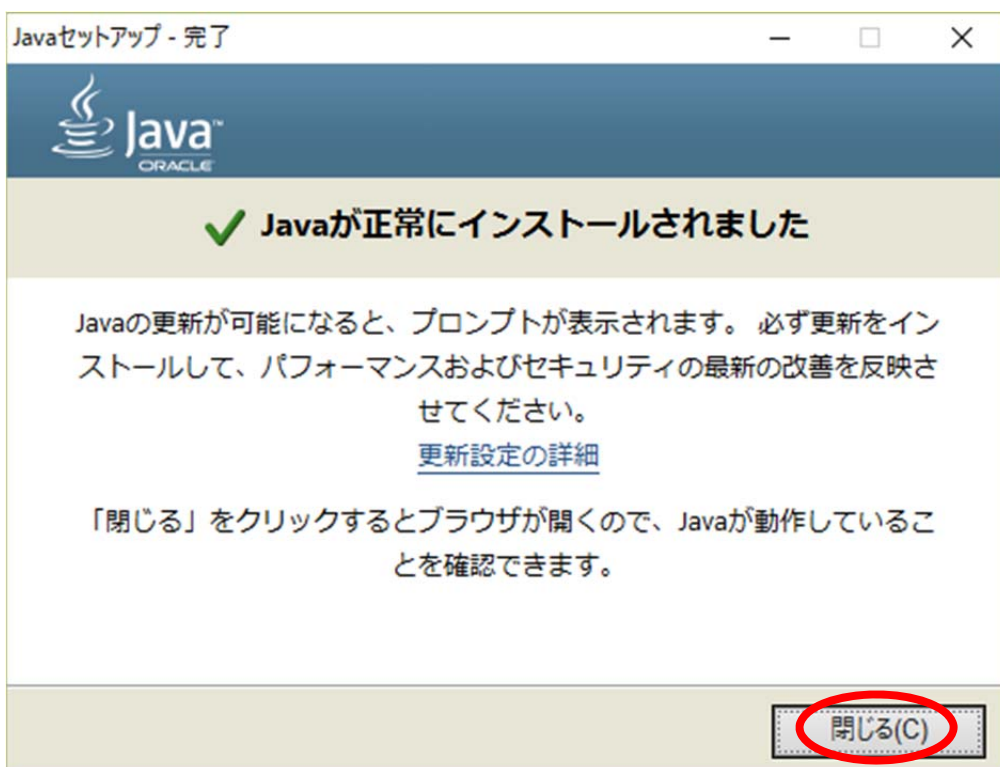 Javaセットアップ - 完了
Java™
ORACLE
Javaが正常にインストールされました
Javaの更新が可能になると、プロンプトが表示されます。 必ず更新をイン
ストールして、パフォーマンスおよびセキュリティの最新の改善を反映さ
せてください。
更新設定の詳細
「閉じる」をクリックするとブラウザが開くので、Javaが動作しているこ
とを確認できます。
閉じる(C)